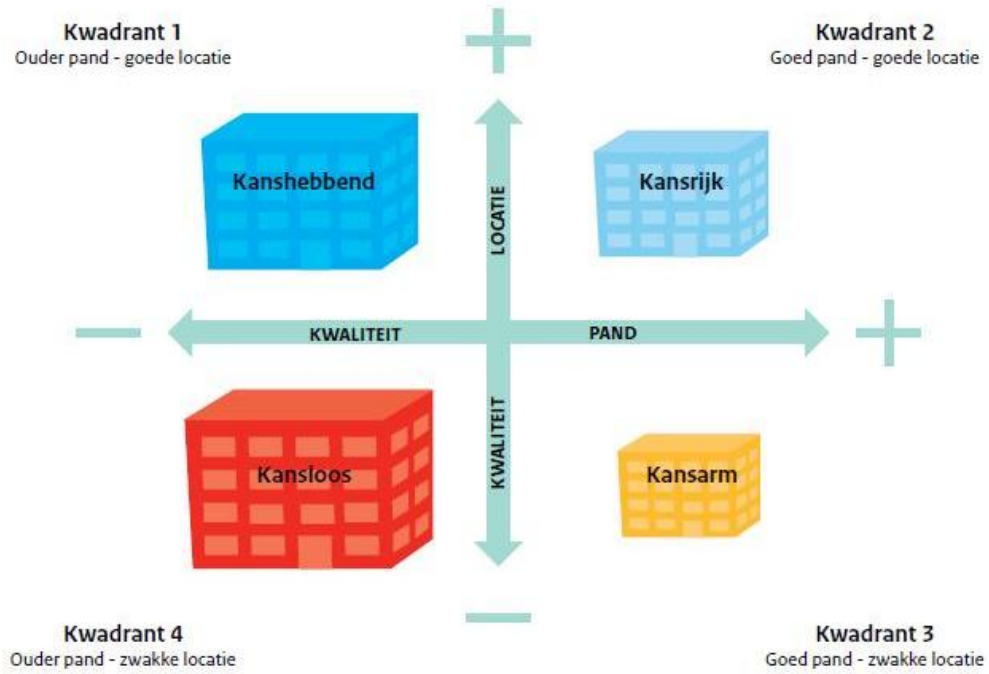 Kwadrant 1
Ouder pand - goede locatie
Kwadrant 2
Goed pand - goede locatie
Kanshebbend
Kansrijk
LOCATIE
KWALITEIT
PAND
KWALITEIT
Kansloos
Kansarm
Kwadrant 4
Ouder pand - zwakke locatie
Kwadrant 3
Goed pand - zwakke locatie